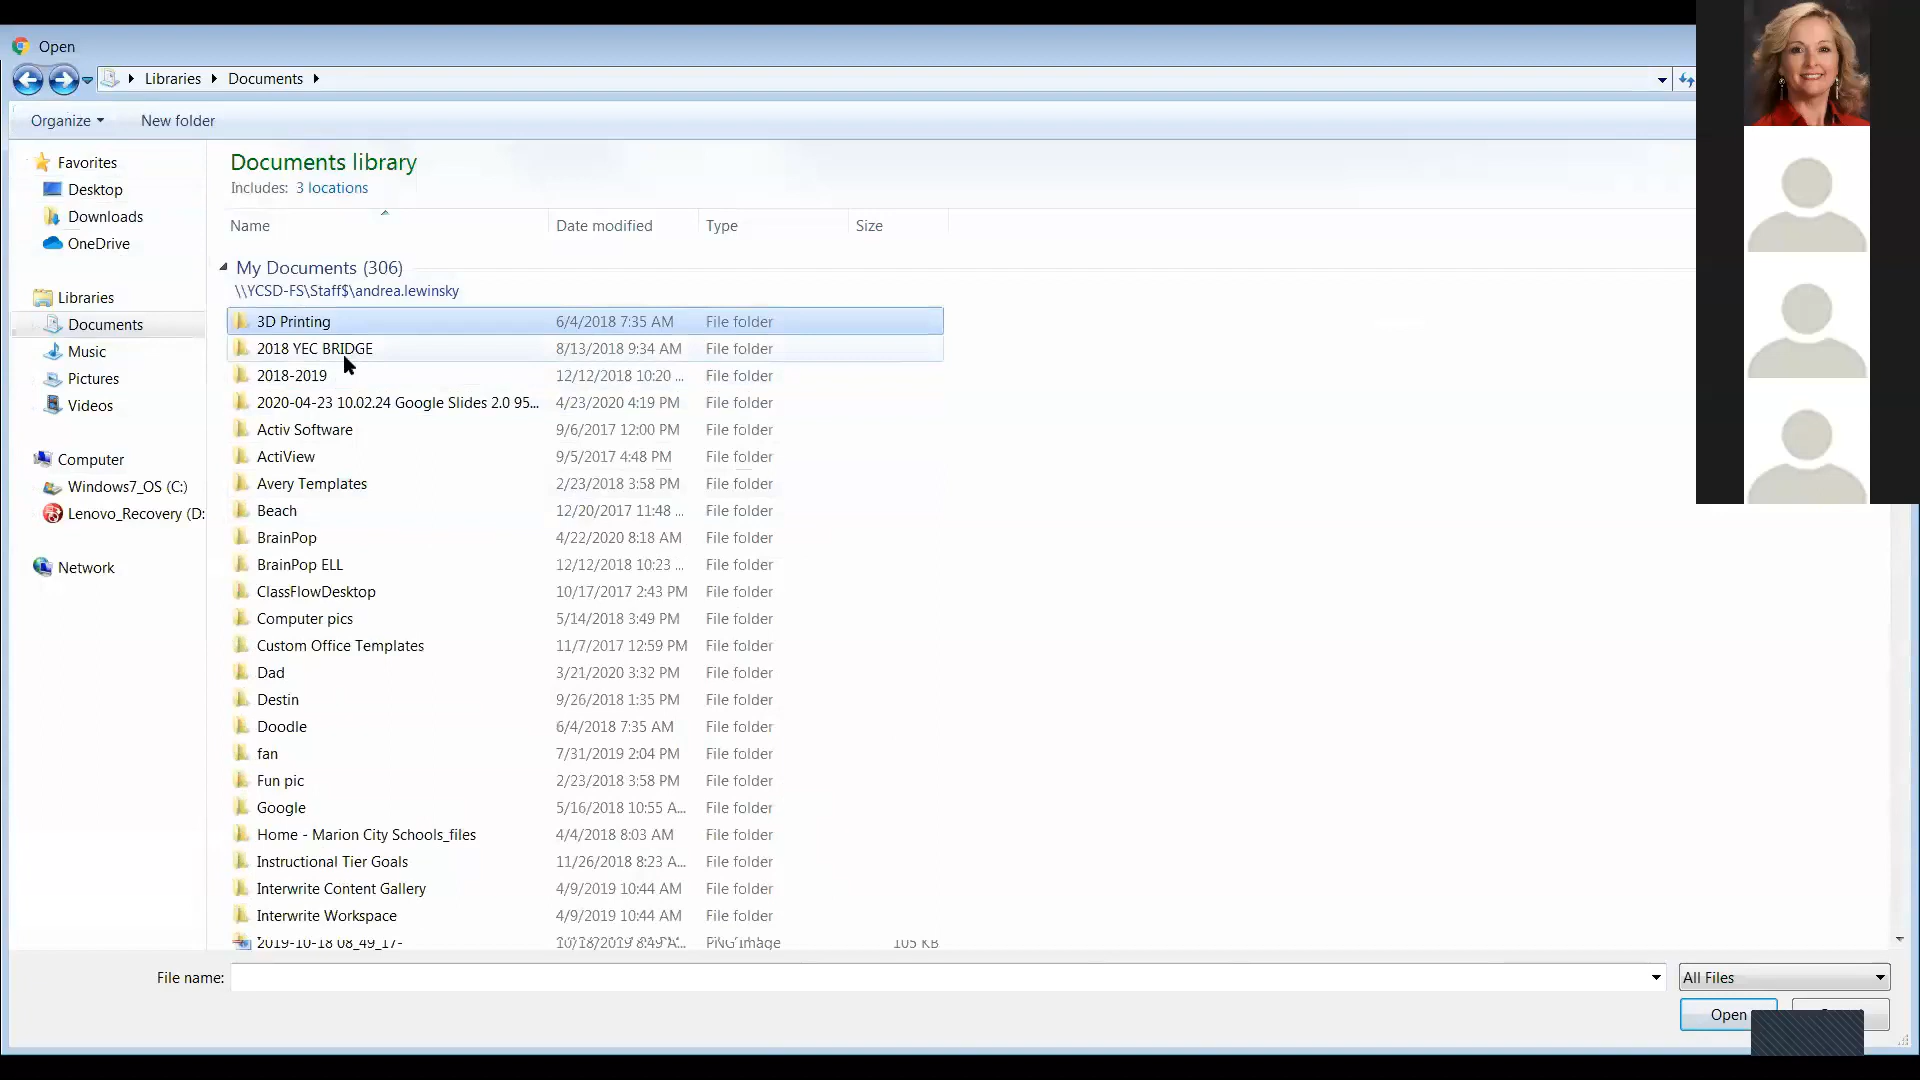 Open
Libraries Documents
Organize New folder
Favorites
Desktop
Downloads
OneDrive
Libraries
Documents
Music
Pictures
Videos
Computer
Windows7_OS (C:)
Lenovo_Recovery (D:
Network
Documents library
Includes: 3 locations
Name Date modified Type Size
My Documents (306)
\\YCSD-FS\Staff$\andrea.lewinsky
3D Printing 6/4/2018 7:35 AM File folder
2018 YEC BRIDGE 8/13/2018 9:34 AM File folder
2018-2019 12/12/2018 10:20 ... File folder
2020-04-23 10.02.24 Google Slides 2.0 95... 4/23/2020 4:19 PM File folder
Activ Software 9/6/2017 12:00 PM File folder
ActiView 9/5/2017 4:48 PM File folder
Avery Templates 2/23/2018 3:58 PM File folder
Beach 12/20/2017 11:48 ... File folder
BrainPop 4/22/2020 8:18 AM File folder
BrainPop ELL 12/12/2018 10:23 ... File folder
ClassFlowDesktop 10/17/2017 2:43 PM File folder
Computer pics 5/14/2018 3:49 PM File folder
Custom Office Templates 11/7/2017 12:59 PM File folder
Dad 3/21/2020 3:32 PM File folder
Destin 9/26/2018 1:35 PM File folder
Doodle 6/4/2018 7:35 AM File folder
fan 7/31/2019 2:04 PM File folder
Fun pic 2/23/2018 3:58 PM File folder
Google 5/16/2018 10:55 A... File folder
Home - Marion City Schools_files 4/4/2018 8:03 AM File folder
Instructional Tier Goals 11/26/2018 8:23 A... File folder
Interwrite Content Gallery 4/9/2019 10:44 AM File folder
Interwrite Workspace 4/9/2019 10:44 AM File folder
2019-10-18 08_49_17- 10/18/2019 8:49 A... PNG image 105 KB
File name: All Files
Open